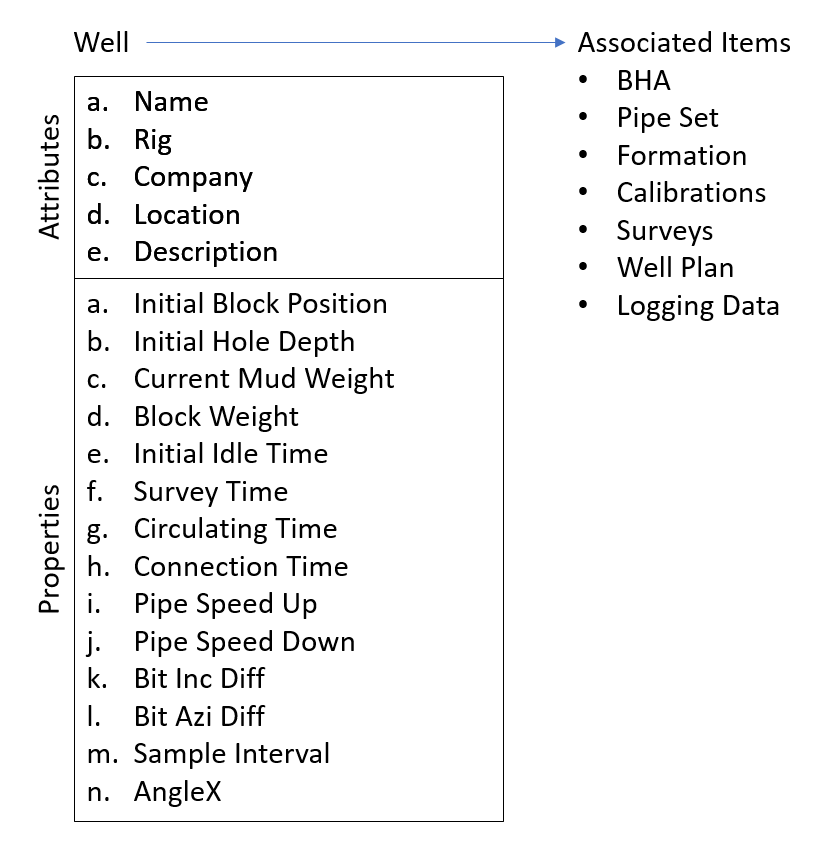 Well
Attributes
a. Name
b. Rig
c. Company
d. Location
e. Description
Properties
a. Initial Block Position
b. Initial Hole Depth
c. Current Mud Weight
d. Block Weight
e. Initial Idle Time
f. Survey Time
g. Circulating Time
h. Connection Time
i. Pipe Speed Up
j. Pipe Speed Down
k. Bit Inc Diff
l. Bit Azi Diff
m. Sample Interval
n. AngleX
Associated Items
• BHA
• Pipe Set
• Formation
• Calibrations
• Surveys
• Well Plan
• Logging Data